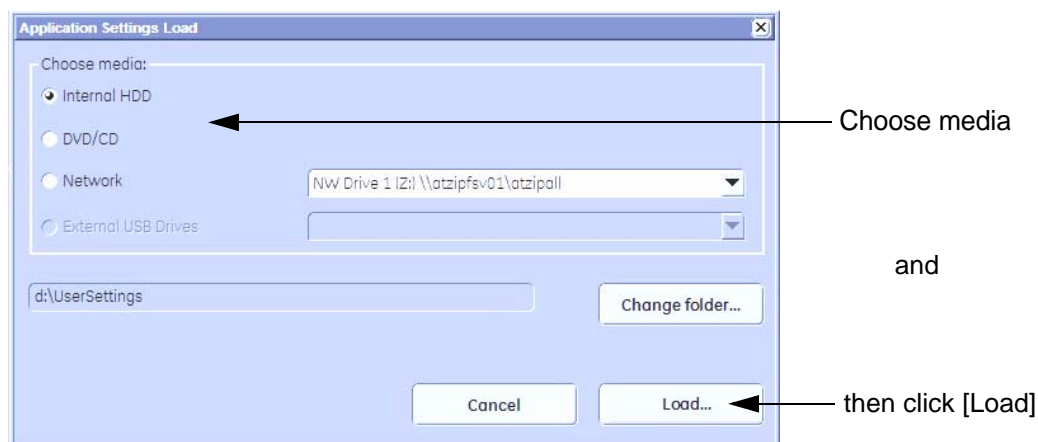 Application Settings Load
Choose media:
Internal HDD
DVD/CD
Network
NW Drive 1 (Z:) \\atzipfsv01\atzipall
External USB Drives
d:\UserSettings
Change folder...
Cancel
Load...
Choose media
and
then click [Load]